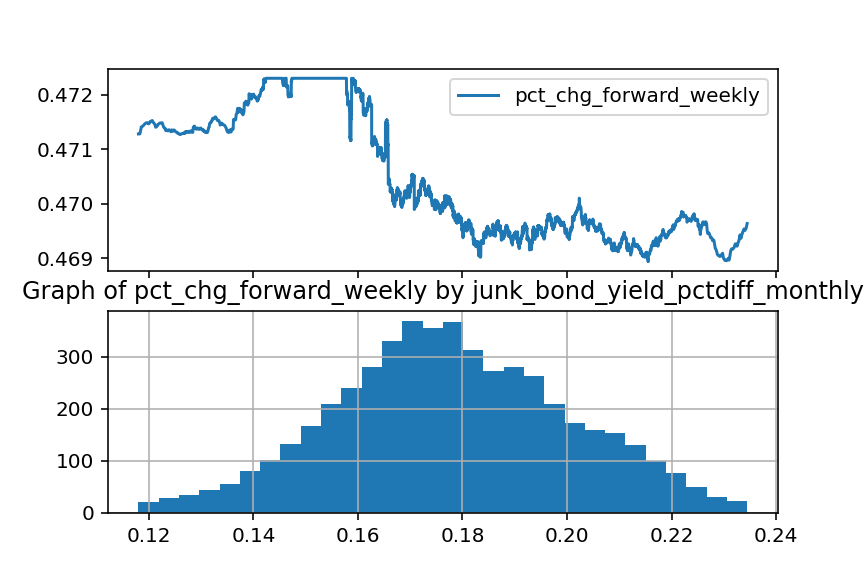 0.472
0.471
0.470
0.469
pct_chg_forward_weekly
Graph of pct_chg_forward_weekly by junk_bond_yield_pctdiff_monthly
300
200
100
0
0.12 0.14 0.16 0.18 0.20 0.22 0.24